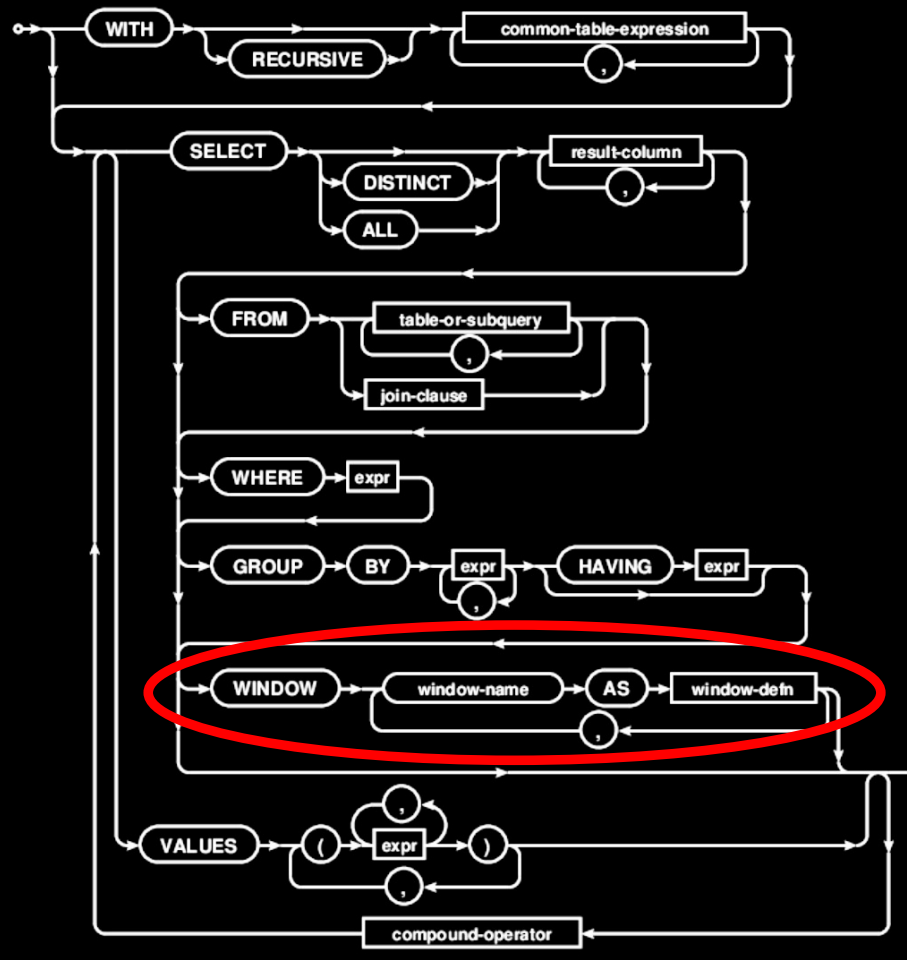 WITH RECURSIVE common-table-expression ,
SELECT DISTINCT ALL result-column ,
FROM table-or-subquery , join-clause
WHERE expr
GROUP BY expr , HAVING expr
WINDOW window-name AS window-defn ,
VALUES ( expr , ) ,
compound-operator